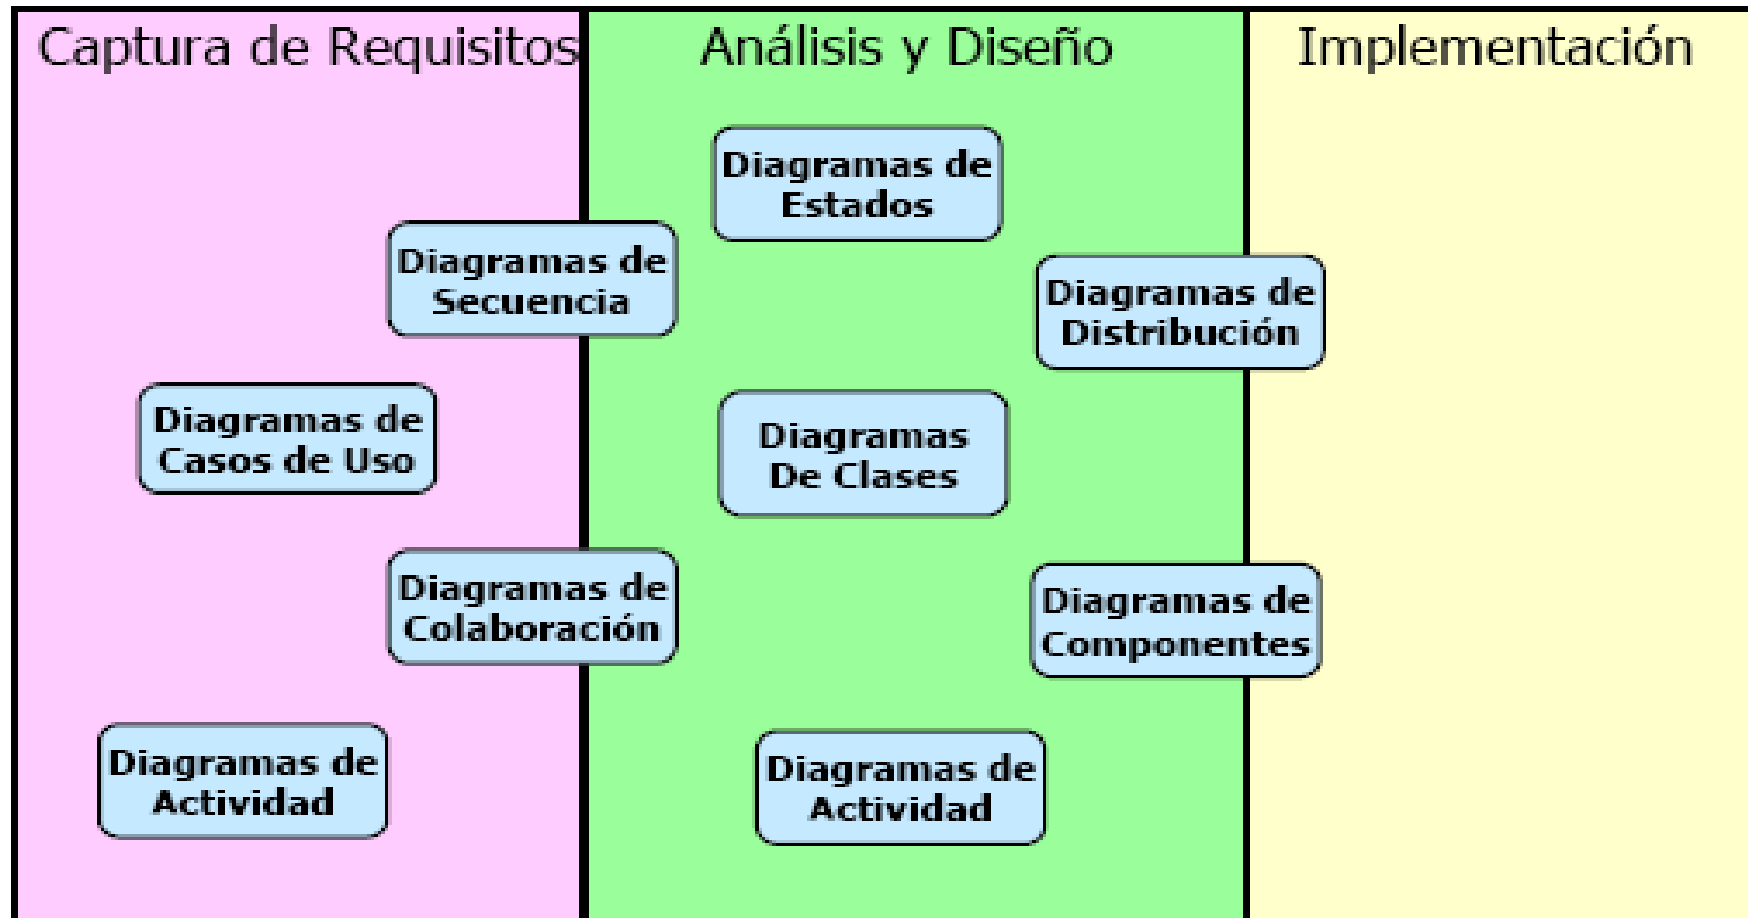 Captura de Requisitos
Análisis y Diseño
Implementación
Diagramas de
Estados
Diagramas de
Secuencia
Diagramas de
Distribución
Diagramas de
Casos de Uso
Diagramas
De Clases
Diagramas de
Colaboración
Diagramas de
Componentes
Diagramas de
Actividad
Diagramas de
Actividad